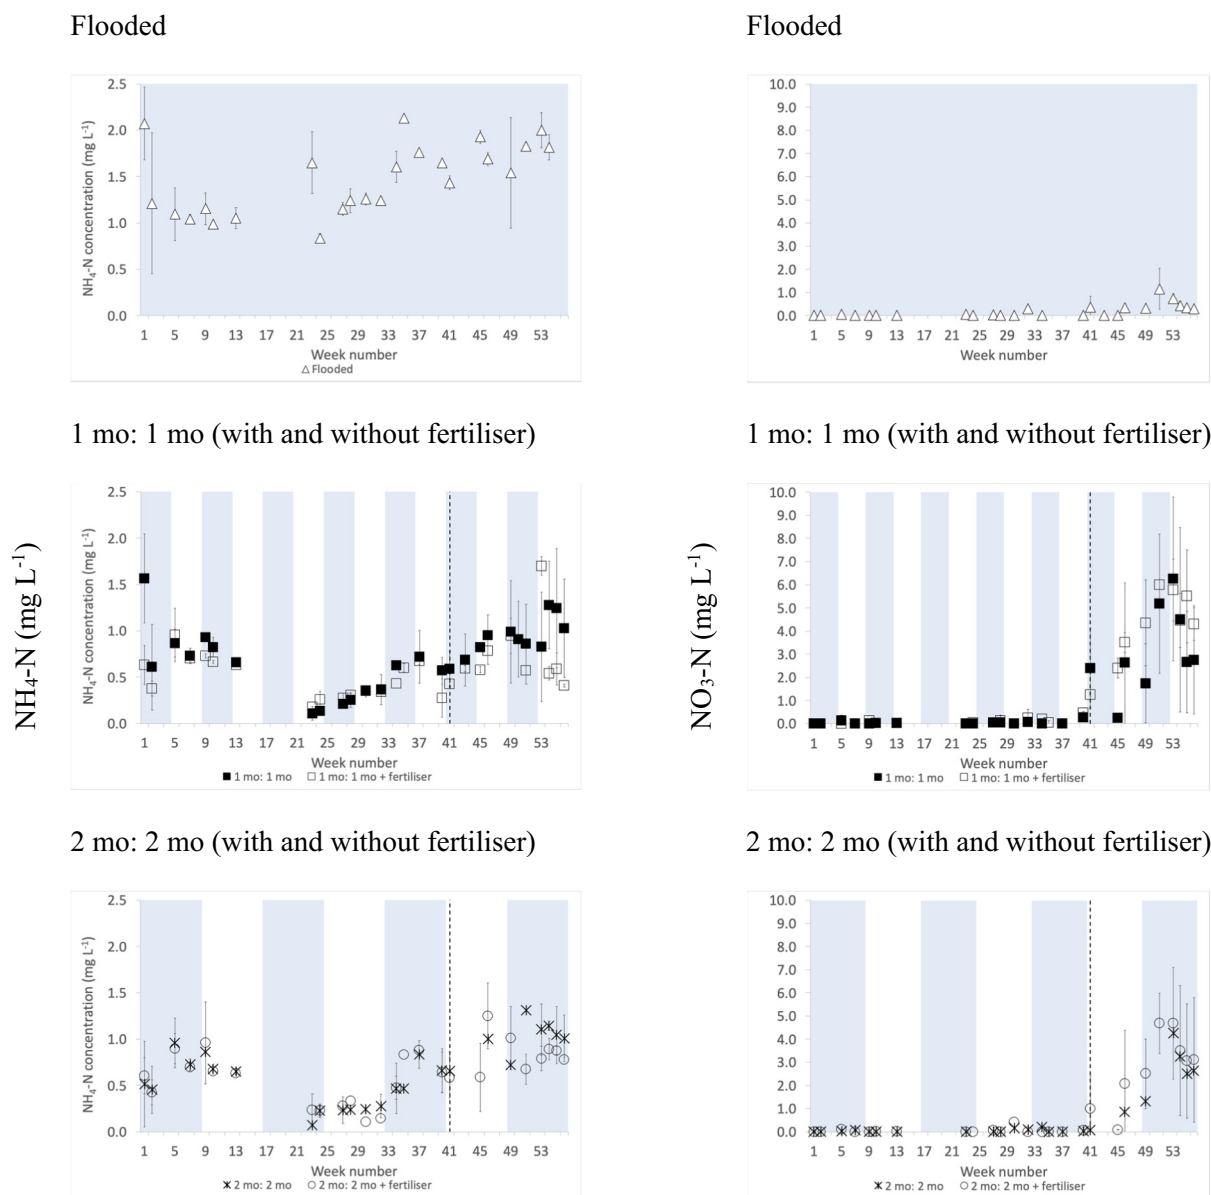 Flooded
Flooded
NH₄-N concentration (mg L⁻¹)
2.5
2.0
1.5
1.0
0.5
0.0
1 5 9 13 17 21 25 29 33 37 41 45 49 53
Week number
△ Flooded
10.0
9.0
8.0
7.0
6.0
5.0
4.0
3.0
2.0
1.0
0.0
1 5 9 13 17 21 25 29 33 37 41 45 49 53
Week number
1 mo: 1 mo (with and without fertiliser)
1 mo: 1 mo (with and without fertiliser)
NH₄-N (mg L⁻¹)
NH₄-N concentration (mg L⁻¹)
2.5
2.0
1.5
1.0
0.5
0.0
1 5 9 13 17 21 25 29 33 37 41 45 49 53
Week number
■ 1 mo: 1 mo □ 1 mo: 1 mo + fertiliser
NO₃-N (mg L⁻¹)
10.0
9.0
8.0
7.0
6.0
5.0
4.0
3.0
2.0
1.0
0.0
1 5 9 13 17 21 25 29 33 37 41 45 49 53
Week number
■ 1 mo: 1 mo □ 1 mo: 1 mo + fertiliser
2 mo: 2 mo (with and without fertiliser)
2 mo: 2 mo (with and without fertiliser)
NH₄-N concentration (mg L⁻¹)
2.5
2.0
1.5
1.0
0.5
0.0
1 5 9 13 17 21 25 29 33 37 41 45 49 53
Week number
ж 2 mo: 2 mo ○ 2 mo: 2 mo + fertiliser
10.0
9.0
8.0
7.0
6.0
5.0
4.0
3.0
2.0
1.0
0.0
1 5 9 13 17 21 25 29 33 37 41 45 49 53
Week number
ж 2 mo: 2 mo ○ 2 mo: 2 mo + fertiliser